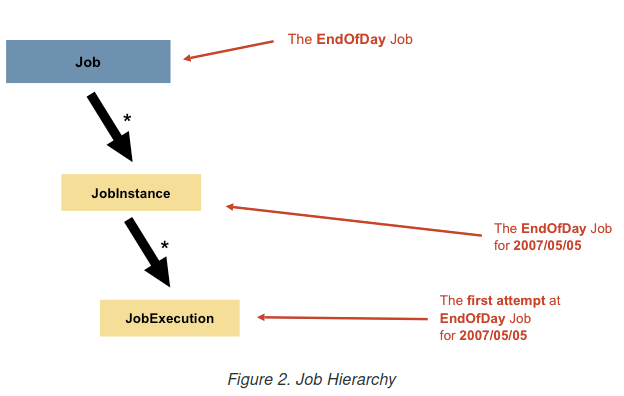 The EndOfDay Job
Job
*
JobInstance
The EndOfDay Job
for 2007/05/05
*
The first attempt at
EndOfDay Job
for 2007/05/05
JobExecution
Figure 2. Job Hierarchy